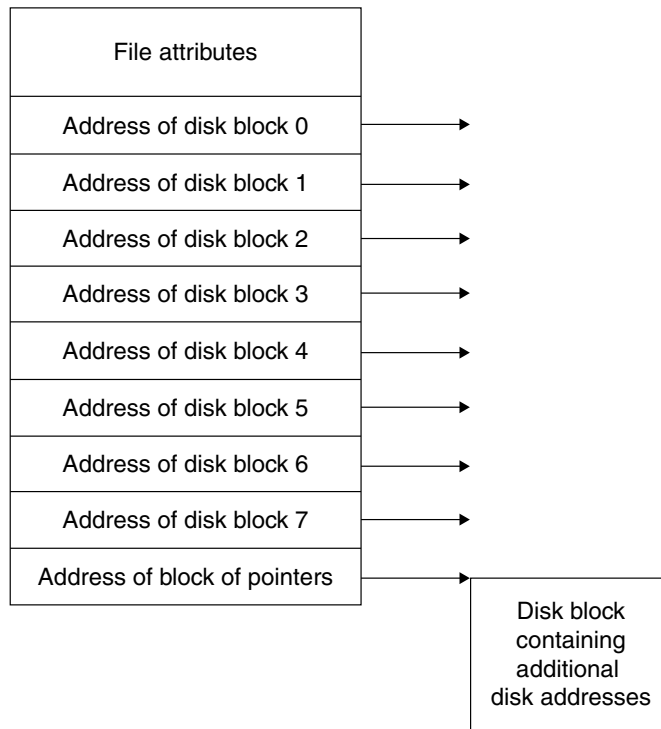 File attributes
Address of disk block 0
Address of disk block 1
Address of disk block 2
Address of disk block 3
Address of disk block 4
Address of disk block 5
Address of disk block 6
Address of disk block 7
Address of block of pointers
Disk block
containing
additional
disk addresses